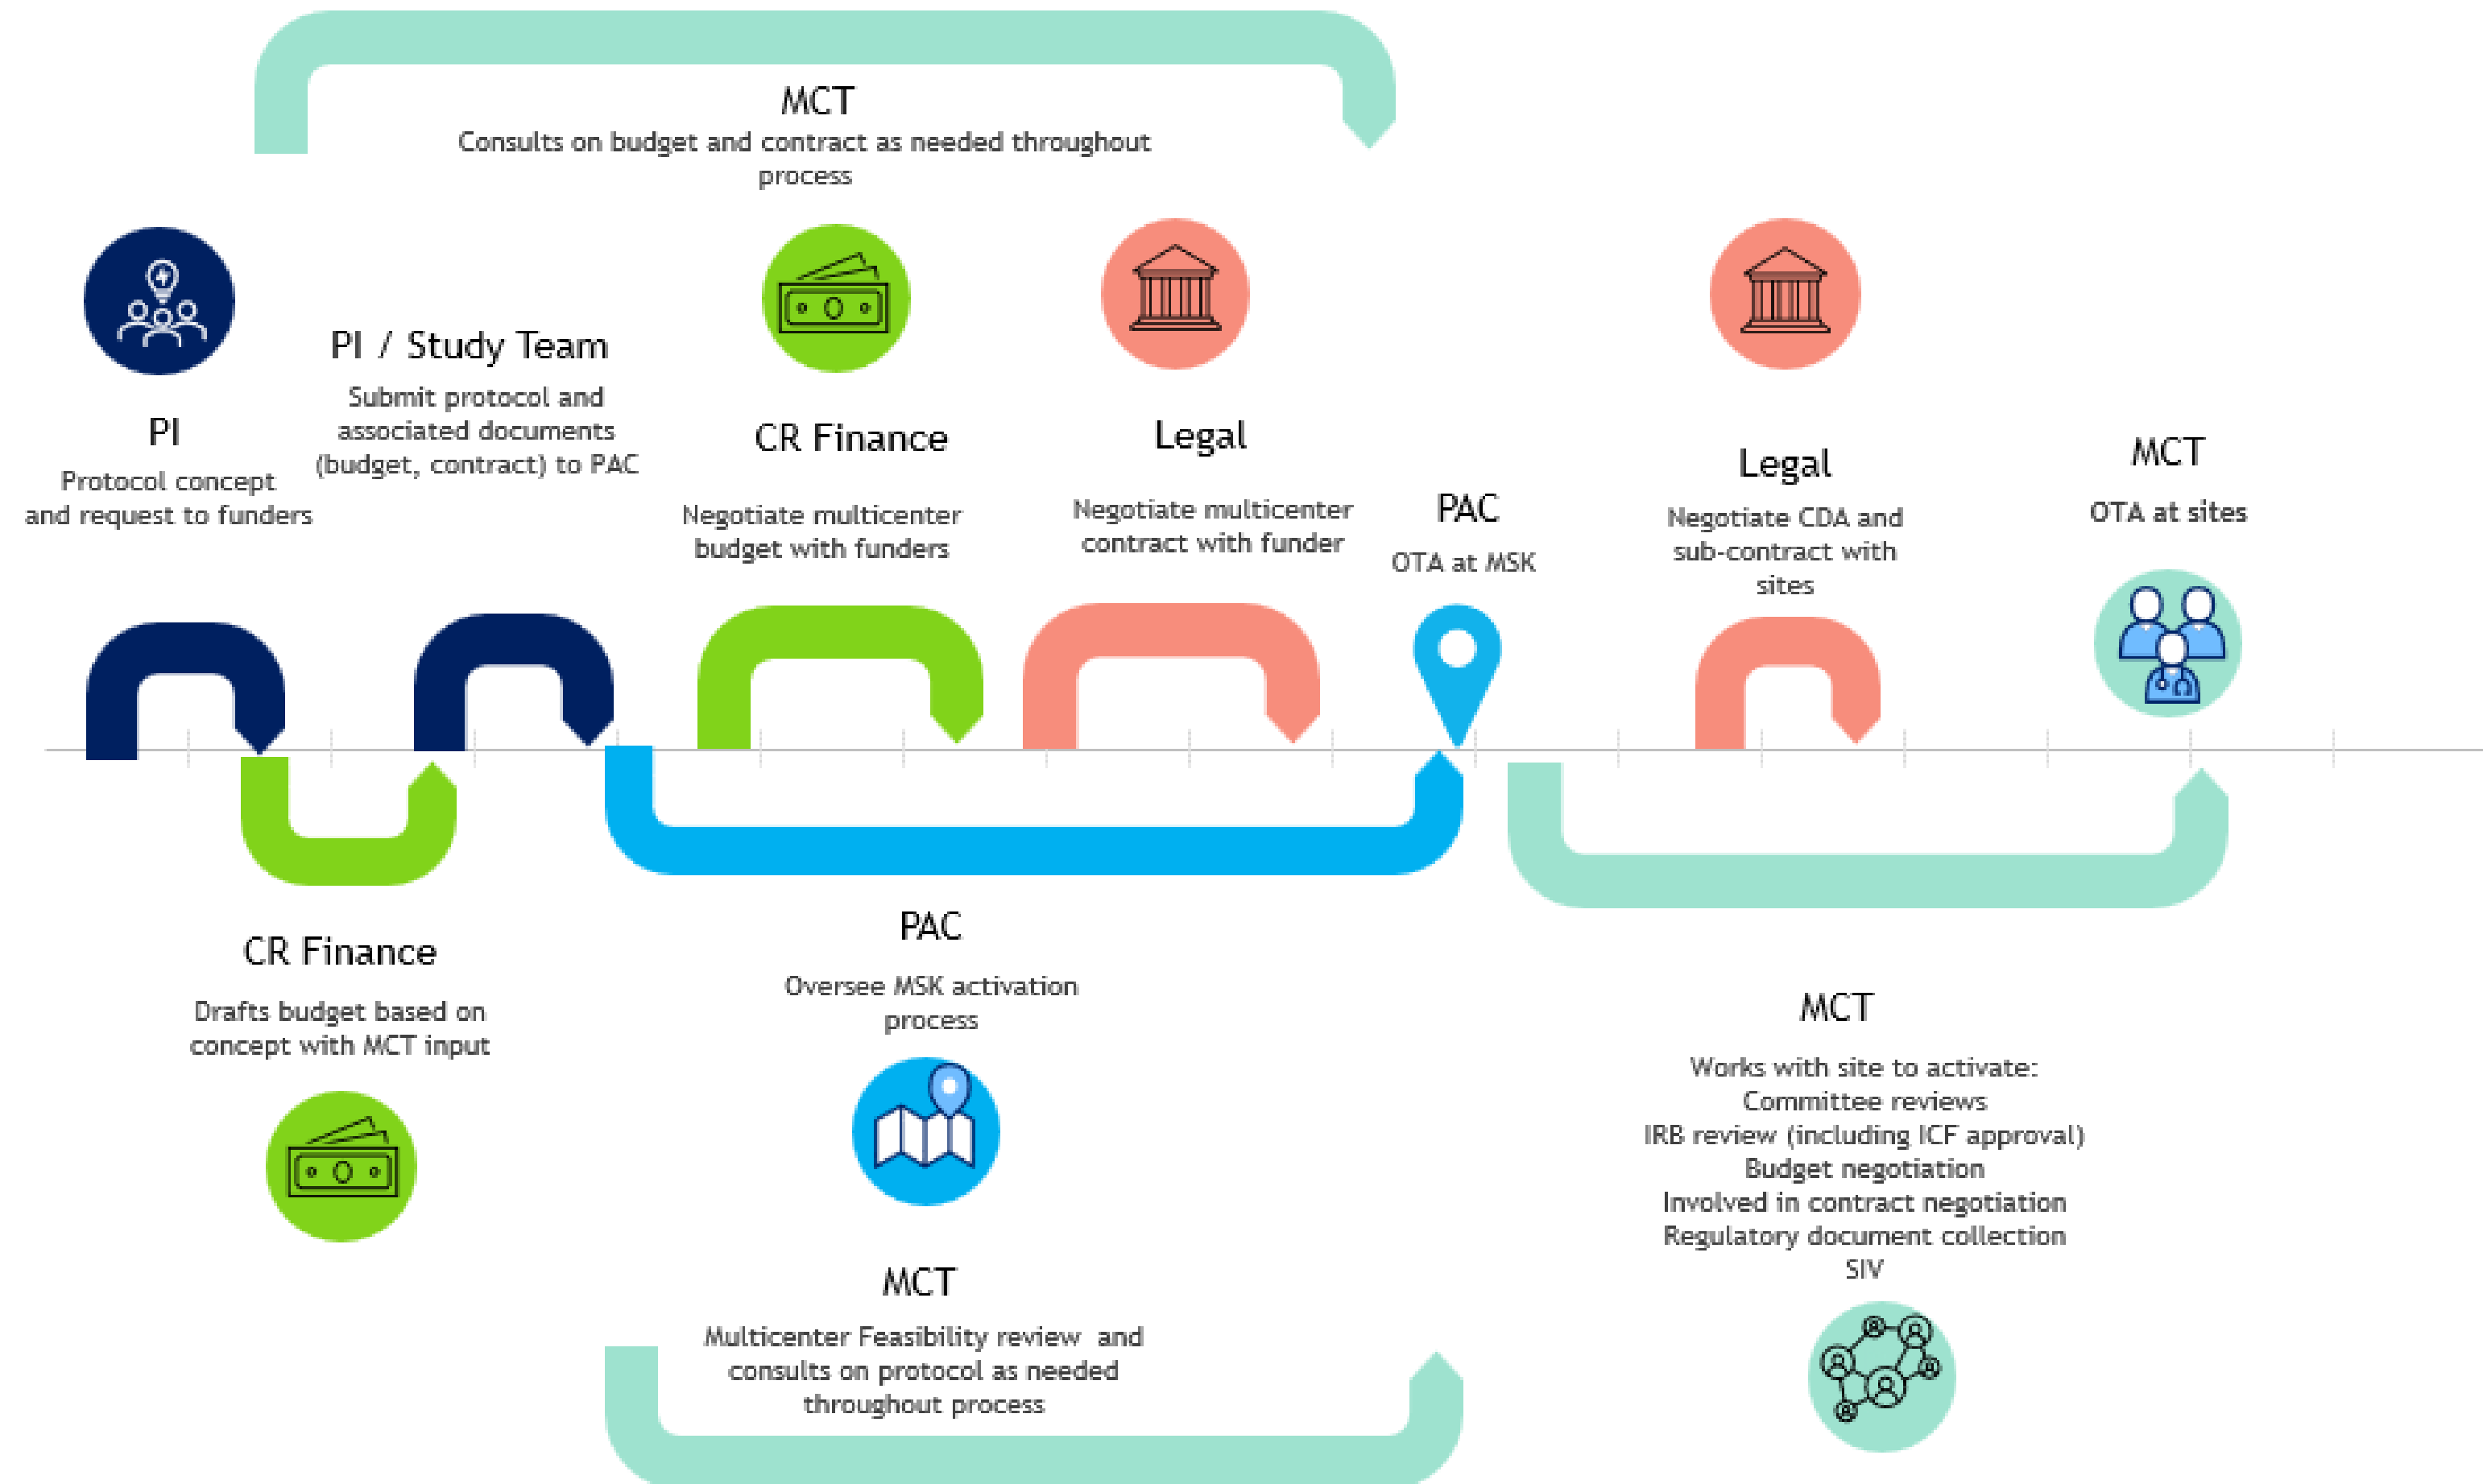 MCT
Consults on budget and contract as needed throughout
process
PI
Protocol concept
and request to funders
PI / Study Team
Submit protocol and
associated documents
(budget, contract) to PAC
CR Finance
Negotiate multicenter
budget with funders
Legal
Negotiate multicenter
contract with funder
PAC
OTA at MSK
Legal
Negotiate CDA and
sub-contract with
sites
MCT
OTA at sites
CR Finance
Drafts budget based on
concept with MCT input
PAC
Oversee MSK activation
process
MCT
Multicenter Feasibility review and
consults on protocol as needed
throughout process
MCT
Works with site to activate:
Committee reviews
IRB review (including ICF approval)
Budget negotiation
Involved in contract negotiation
Regulatory document collection
SIV